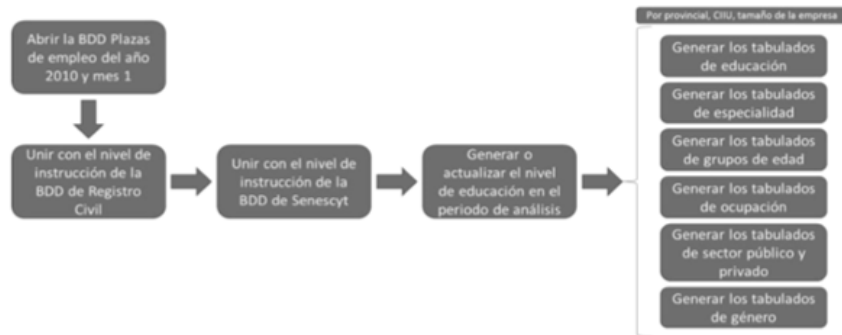 Abrir la BDD Plazas
de empleo del año
2010 y mes 1
Unir con el nivel de
instrucción de la
BDD de Registro
Civil
Unir con el nivel de
instrucción de la
BDD de Senescyt
Generar o
actualizar el nivel
de educación en el
periodo de análisis
Por provincial, CIIU, tamaño de la empresa
Generar los tabulados
de educación
Generar los tabulados
de especialidad
Generar los tabulados
de grupos de edad
Generar los tabulados
de ocupación
Generar los tabulados
de sector público y
privado
Generar los tabulados
de género